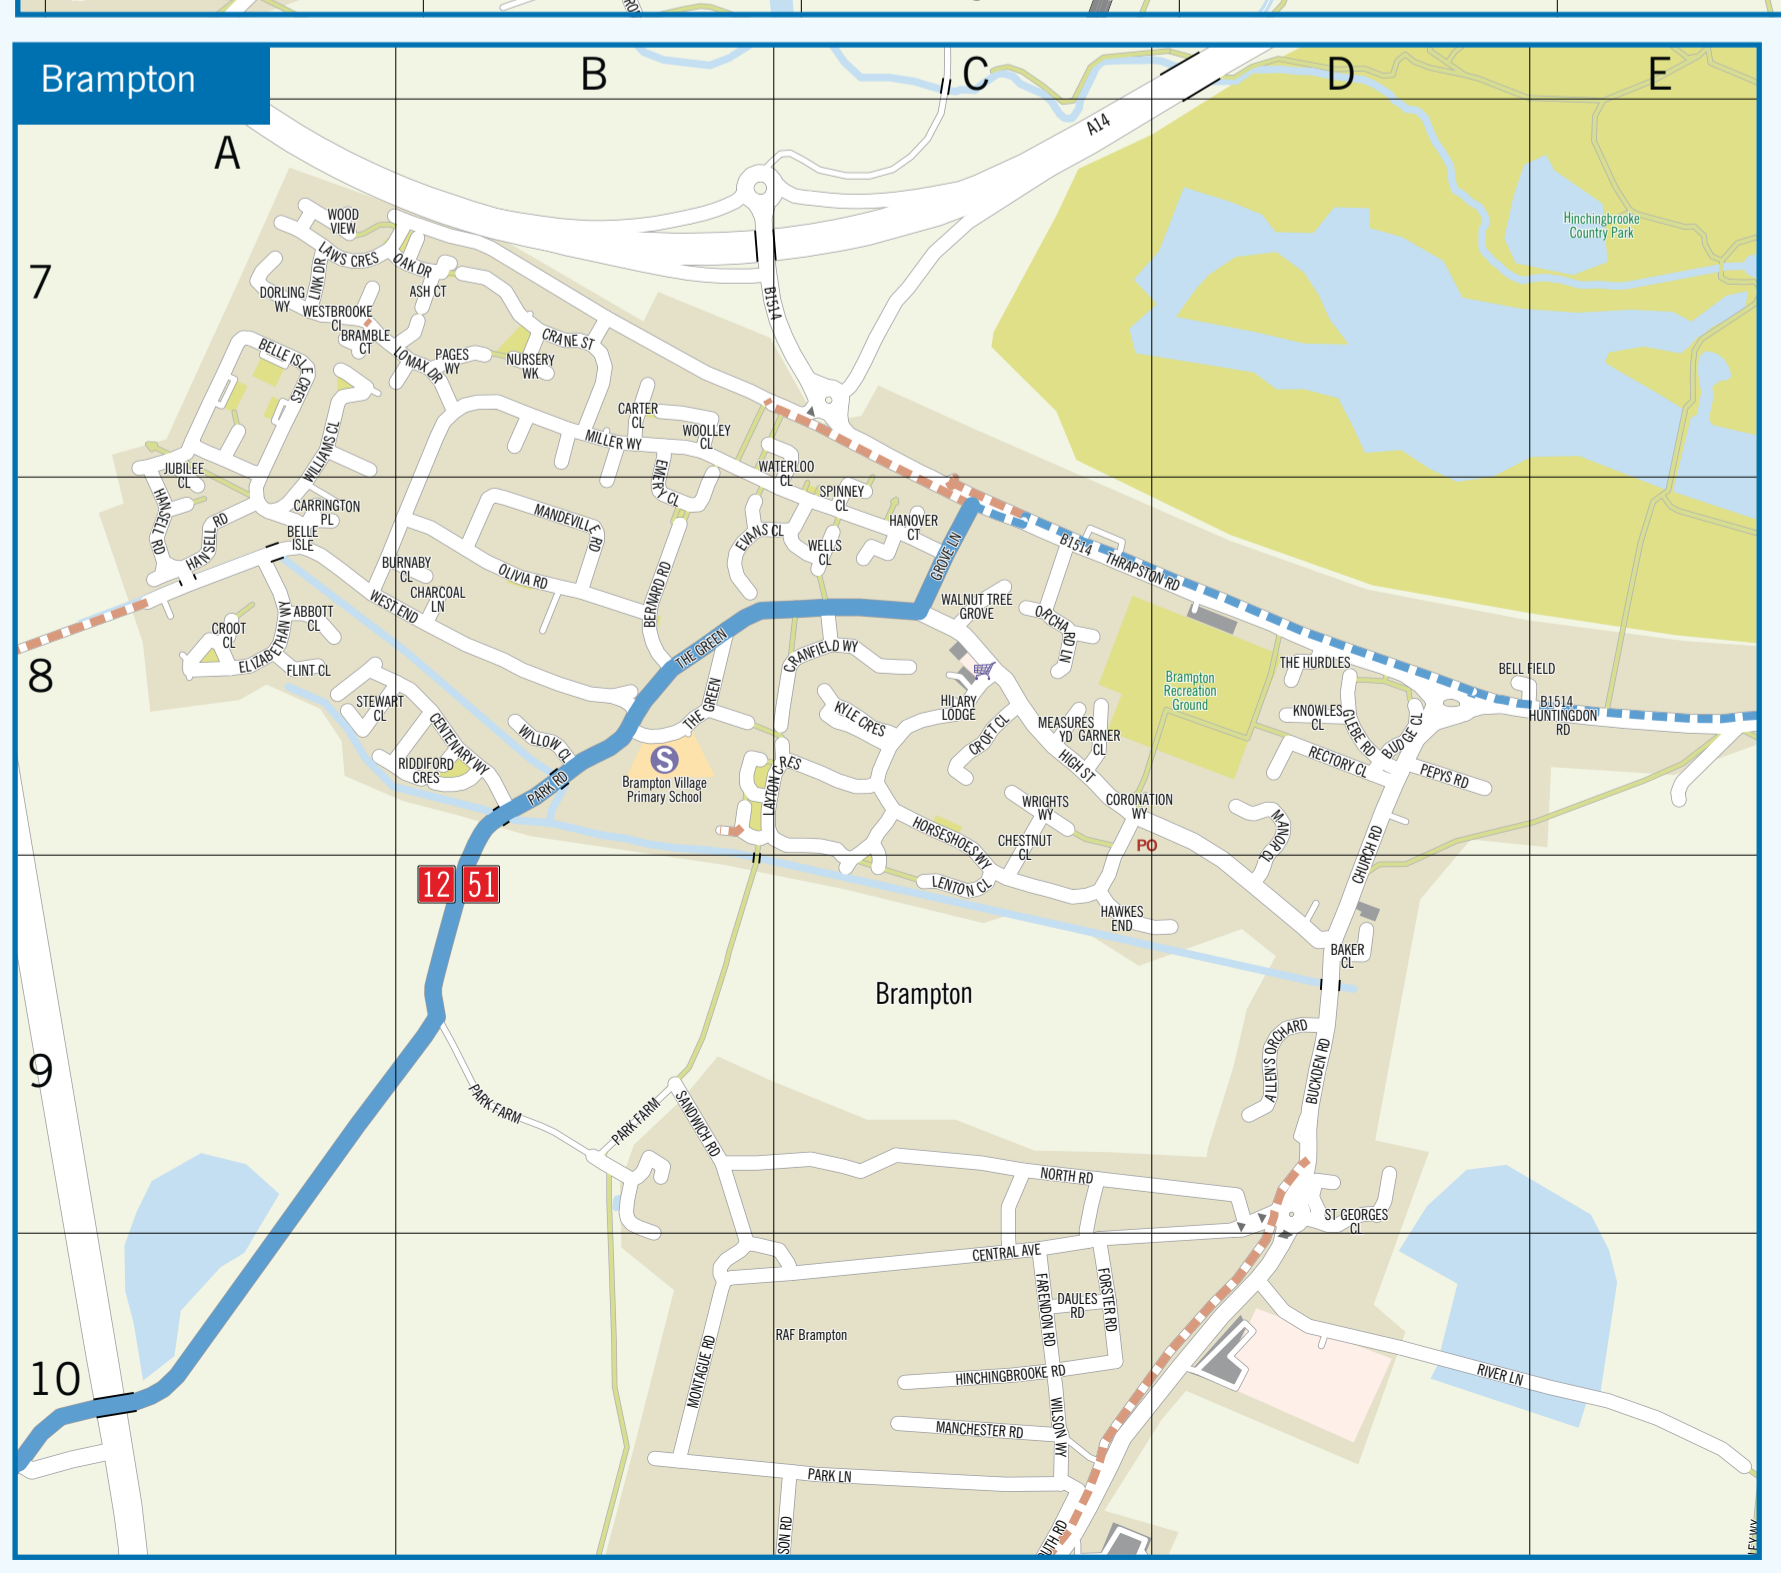 Brampton
B
C
D
E
A
A14
7
WOOD
VIEW
LAWS CRES
OAK DR
LINK DR
ASH CT
DORLING
WY
WESTBROOKE
CL
BRAMBLE
CT
B1514
Hinchingbrooke
Country Park
BELLE ISLE CRES
LOMAX DR
PAGES
WY
NURSERY
WK
CRANE ST
CARTER
CL
WOOLLEY
CL
MILLER WY
WILLIAMS CL
JUBILEE
CL
EMERY CL
WATERLOO
CL
SPINNEY
CL
HANSELL RD
HANSELL RD
CARRINGTON
PL
BELLE
ISLE
MANDEVILLE RD
EVANS CL
WELLS
CL
HANOVER
CT
GROVE LN
B1514
THRAPSTON RD
BURNABY
CL
CHARCOAL
LN
OLIVIA RD
BERNARD RD
WEST END
WALNUT TREE
GROVE
ORCHARD LN
8
CROOT
CL
ELIZABETHAN WY
ABBOTT
CL
FLINT CL
THE GREEN
THE GREEN
CRANFIELD WY
Brampton
Recreation
Ground
THE HURDLES
BELL FIELD
B1514
HUNTINGDON
RD
STEWART
CL
CENTENARY WY
WILLOW CL
RIDDIFORD
CRES
PARK RD
S
Brampton Village
Primary School
KYLE CRES
HILARY
LODGE
CROFT CL
MEASURES
YD
GARNER
CL
HIGH ST
KNOWLES
CL
GLEBE RD
BUDGE CL
RECTORY CL
PEPYS RD
LAYTON CRES
WRIGHTS
WY
CORONATION
WY
PO
MANOR CL
CHURCH RD
HORSESHOES WY
CHESTNUT
CL
LENTON CL
HAWKES
END
12
51
BAKER
CL
Brampton
9
ALLEN'S ORCHARD
BUCKDEN RD
PARK FARM
PARK FARM
SANDWICH RD
NORTH RD
ST GEORGES
CL
CENTRAL AVE
FARENDON RD
DAULES
RD
FORSTER RD
RAF Brampton
10
MONTAGUE RD
HINCHINGBROOKE RD
RIVER LN
MANCHESTER RD
WILSON WY
PARK LN
SON RD
UTH RD